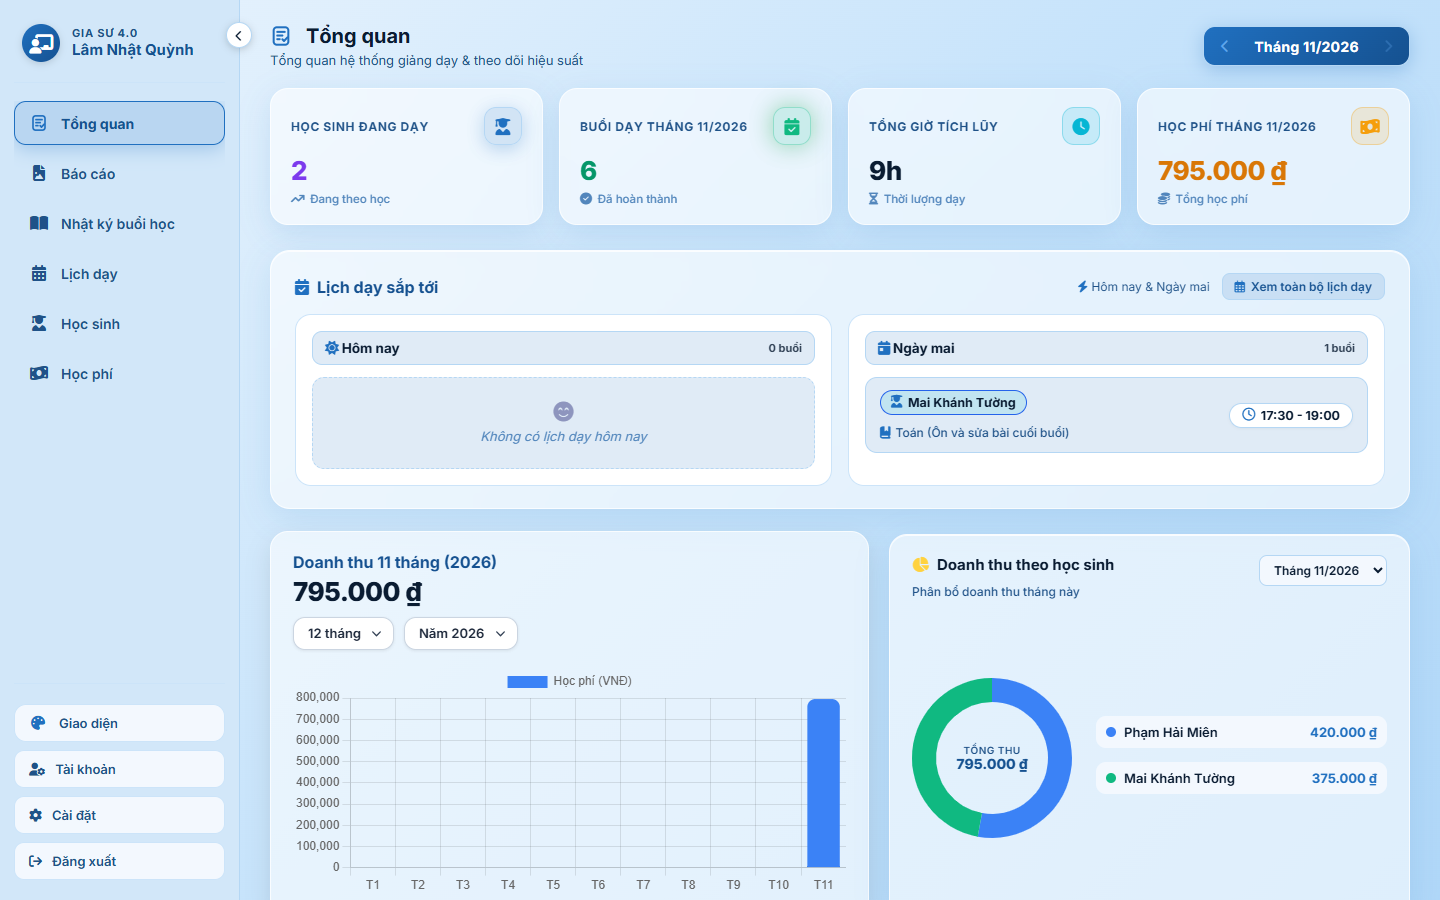 GIA SƯ 4.0
Lâm Nhật Quỳnh
Tổng quan
Báo cáo
Nhật ký buổi học
Lịch dạy
Học sinh
Học phí
Giao diện
Tài khoản
Cài đặt
Đăng xuất
Tổng quan
Tổng quan hệ thống giảng dạy & theo dõi hiệu suất
Tháng 11/2026
HỌC SINH ĐANG DẠY
2
Đang theo học
BUỔI DẠY THÁNG 11/2026
6
Đã hoàn thành
TỔNG GIỜ TÍCH LŨY
9h
Thời lượng dạy
HỌC PHÍ THÁNG 11/2026
795.000 ₫
Tổng học phí
Lịch dạy sắp tới
Hôm nay & Ngày mai
Xem toàn bộ lịch dạy
Hôm nay
0 buổi
Không có lịch dạy hôm nay
Ngày mai
1 buổi
Mai Khánh Tường
Toán (Ôn và sửa bài cuối buổi)
17:30 - 19:00
Doanh thu 11 tháng (2026)
795.000 ₫
12 tháng
Năm 2026
Học phí (VNĐ)
800,000
700,000
600,000
500,000
400,000
300,000
200,000
100,000
0
T1 T2 T3 T4 T5 T6 T7 T8 T9 T10 T11
Doanh thu theo học sinh
Phân bổ doanh thu tháng này
Tháng 11/2026
TỔNG THU
795.000 ₫
Phạm Hải Miên
420.000 ₫
Mai Khánh Tường
375.000 ₫